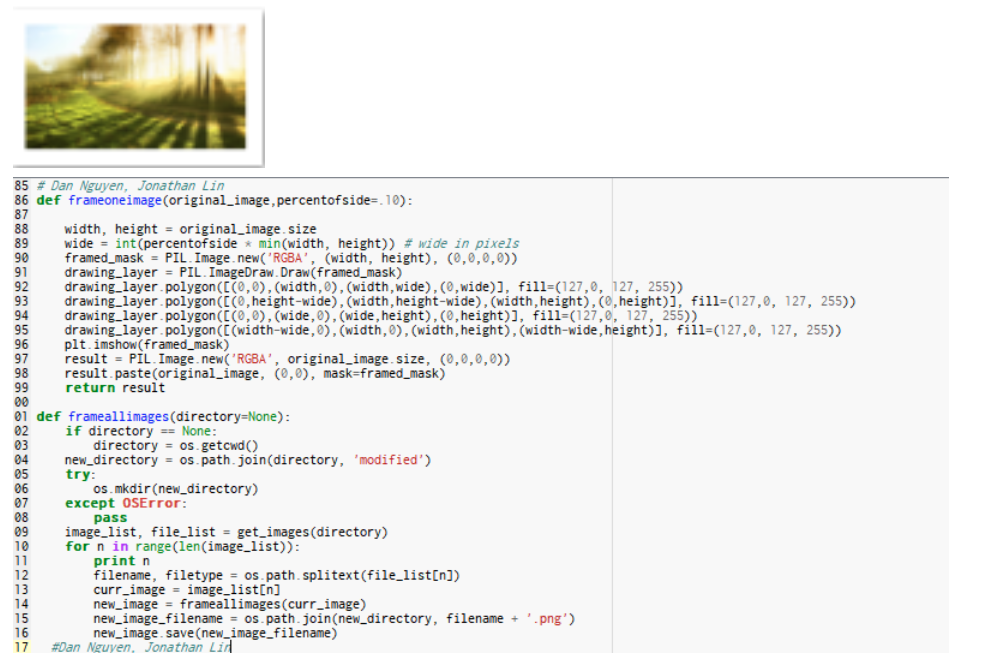 85 # Dan Nguyen, Jonathan Lin
86 def frameoneimage(original_image,percentofside=.10):
87
88     width, height = original_image.size
89     wide = int(percentofside * min(width, height)) # wide in pixels
90     framed_mask = PIL.Image.new('RGBA', (width, height), (0,0,0,0))
91     drawing_layer = PIL.ImageDraw.Draw(framed_mask)
92     drawing_layer.polygon([(0,0),(width,0),(width,wide),(0,wide)], fill=(127,0, 127, 255))
93     drawing_layer.polygon([(0,height-wide),(width,height-wide),(width,height),(0,height)], fill=(127,0, 127, 255))
94     drawing_layer.polygon([(0,0),(wide,0),(wide,height),(0,height)], fill=(127,0, 127, 255))
95     drawing_layer.polygon([(width-wide,0),(width,0),(width,height),(width-wide,height)], fill=(127,0, 127, 255))
96     plt.imshow(framed_mask)
97     result = PIL.Image.new('RGBA', original_image.size, (0,0,0,0))
98     result.paste(original_image, (0,0), mask=framed_mask)
99     return result
00
01 def frameallimages(directory=None):
02     if directory == None:
03         directory = os.getcwd()
04     new_directory = os.path.join(directory, 'modified')
05     try:
06         os.mkdir(new_directory)
07     except OSError:
08         pass
09     image_list, file_list = get_images(directory)
10     for n in range(len(image_list)):
11         print n
12         filename, filetype = os.path.splitext(file_list[n])
13         curr_image = image_list[n]
14         new_image = frameallimages(curr_image)
15         new_image_filename = os.path.join(new_directory, filename + '.png')
16         new_image.save(new_image_filename)
17   #Dan Nguyen, Jonathan Lin